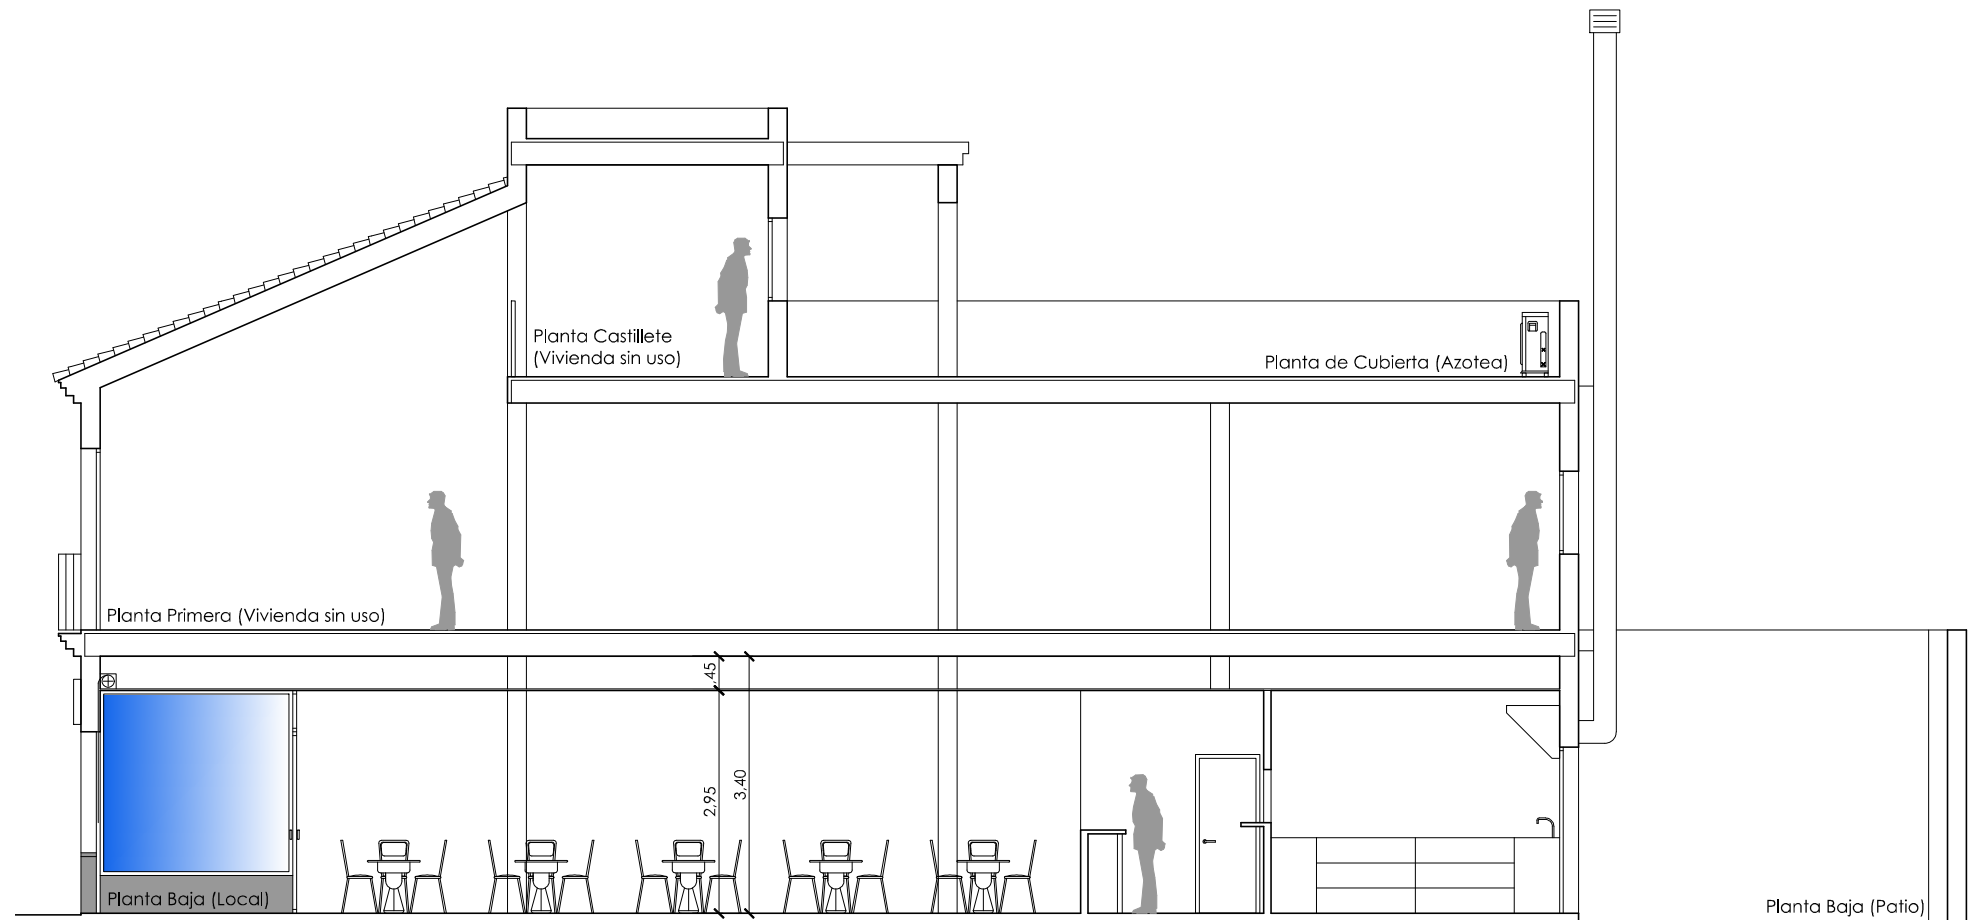 Planta Castillete
(Vivienda sin uso)
Planta de Cubierta (Azotea)
Planta Primera (Vivienda sin uso)
,45
2,95
3,40
Planta Baja (Local)
Planta Baja (Patio)